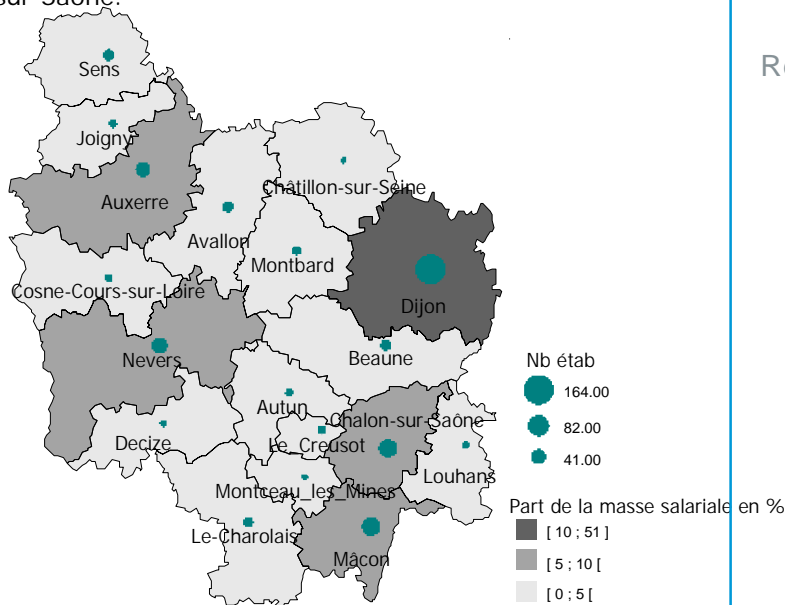 sur-Saône.
Sens
Joigny
Auxerre
Châtillon-sur-Seine
Avallon
Montbard
Cosne-Cours-sur-Loire
Dijon
Nevers
Beaune
Autun
Chalon-sur-Saône
Decize
Le_Creusot
Louhans
Montceau_les_Mines
Le-Charolais
Mâcon
Nb étab
164.00
82.00
41.00
Part de la masse salariale en %
[ 10 ; 51 ]
[ 5 ; 10 [
[ 0 ; 5 [